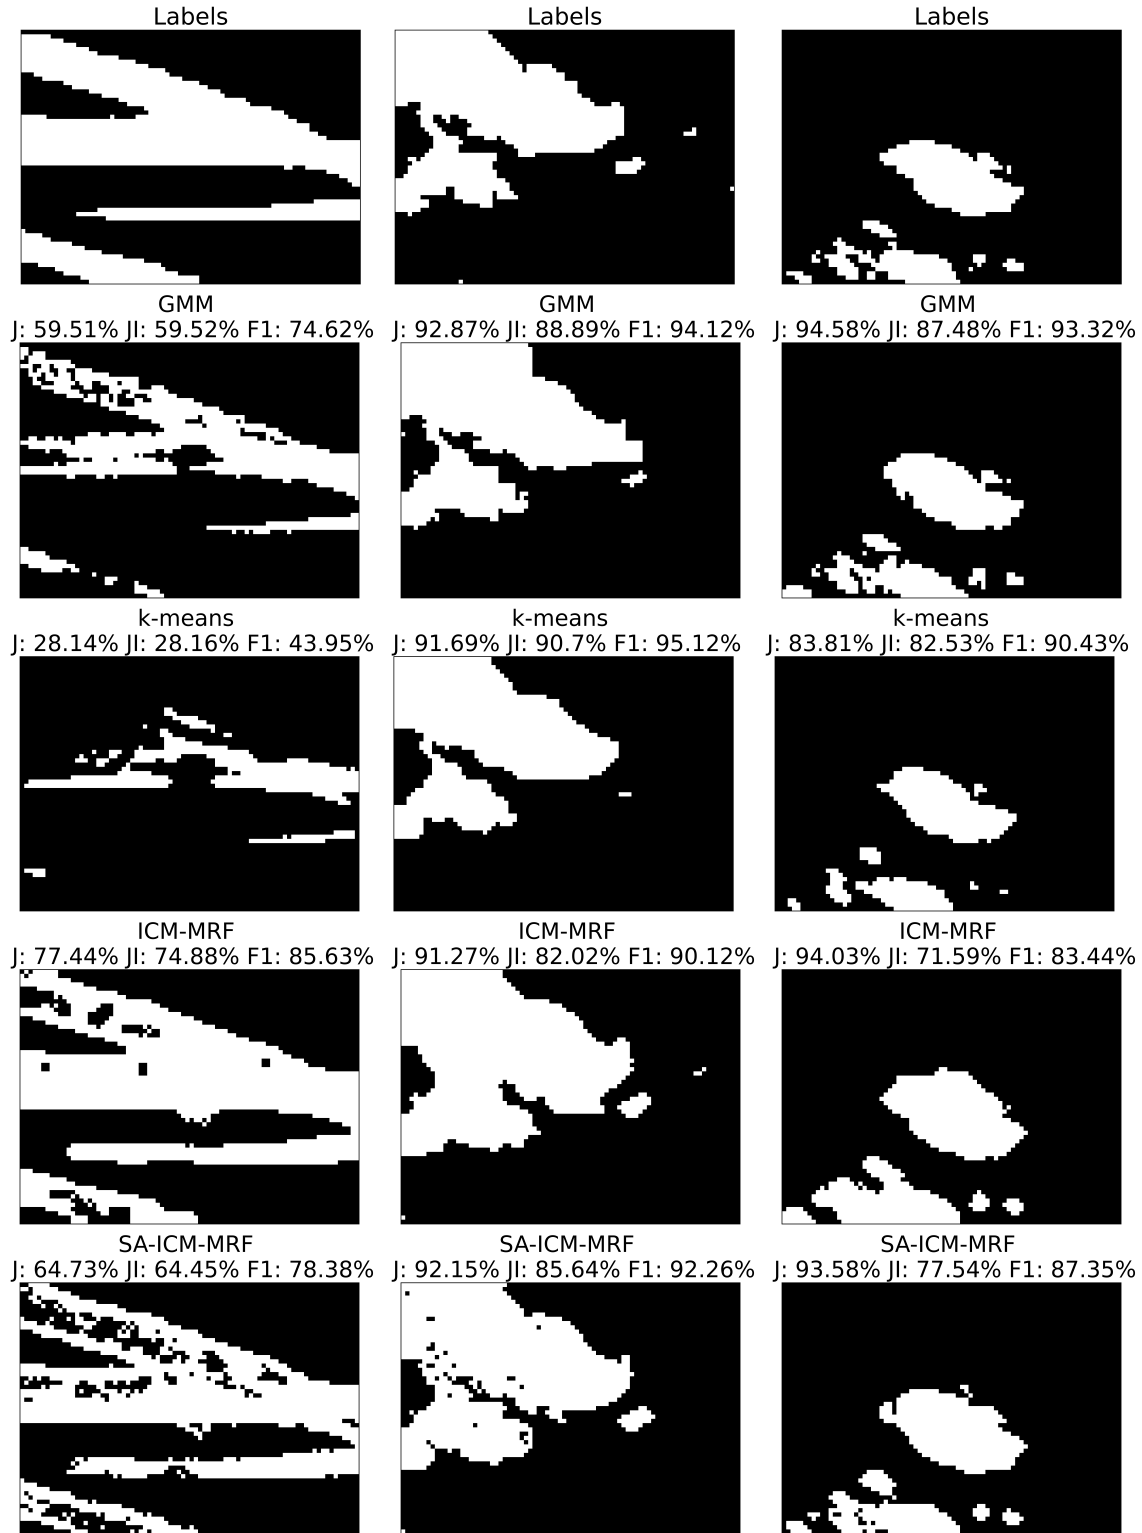 Labels Labels Labels
GMM GMM GMM
J: 59.51% JI: 59.52% F1: 74.62% J: 92.87% JI: 88.89% F1: 94.12% J: 94.58% JI: 87.48% F1: 93.32%
k-means k-means k-means
J: 28.14% JI: 28.16% F1: 43.95% J: 91.69% JI: 90.7% F1: 95.12% J: 83.81% JI: 82.53% F1: 90.43%
ICM-MRF ICM-MRF ICM-MRF
J: 77.44% JI: 74.88% F1: 85.63% J: 91.27% JI: 82.02% F1: 90.12% J: 94.03% JI: 71.59% F1: 83.44%
SA-ICM-MRF SA-ICM-MRF SA-ICM-MRF
J: 64.73% JI: 64.45% F1: 78.38% J: 92.15% JI: 85.64% F1: 92.26% J: 93.58% JI: 77.54% F1: 87.35%